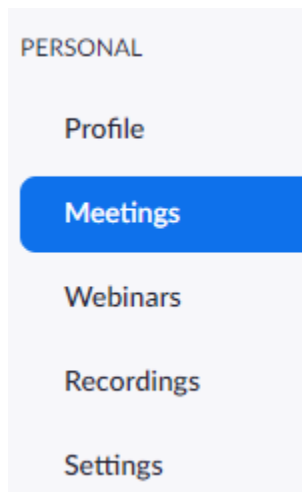 PERSONAL
Profile
Meetings
Webinars
Recordings
Settings